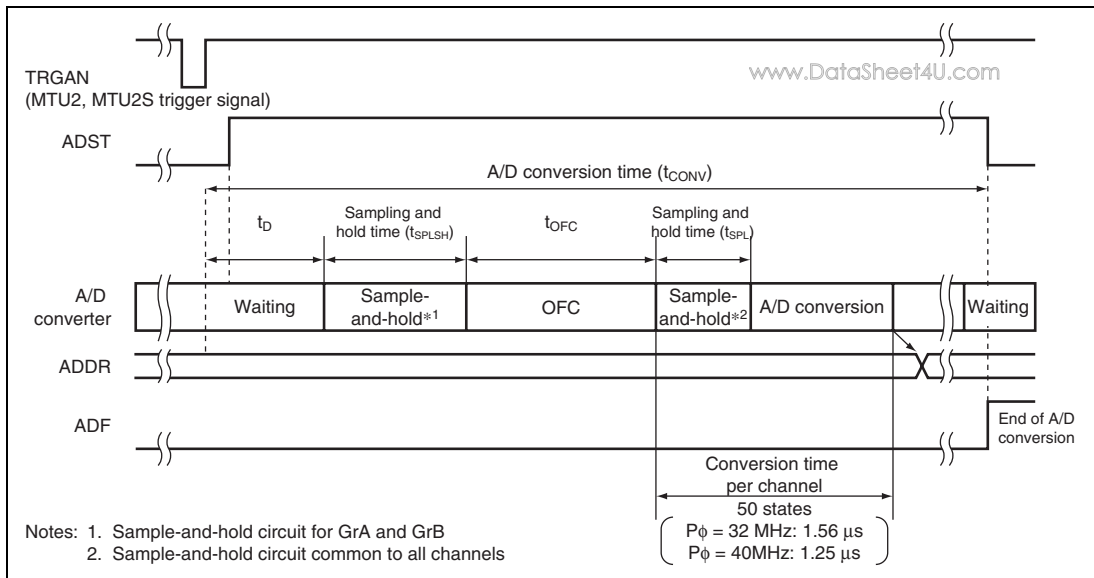 www.DataSheet4U.com
TRGAN
(MTU2, MTU2S trigger signal)
ADST
A/D conversion time (tCONV)
tD
Sampling and
hold time (tSPLSH)
tOFC
Sampling and
hold time (tSPL)
A/D
converter
Waiting
Sample-
and-hold*1
OFC
Sample-
and-hold*2
A/D conversion
Waiting
ADDR
ADF
End of A/D
conversion
Conversion time
per channel
50 states
Pφ = 32 MHz: 1.56 μs
Pφ = 40MHz: 1.25 μs
Notes: 1. Sample-and-hold circuit for GrA and GrB
2. Sample-and-hold circuit common to all channels